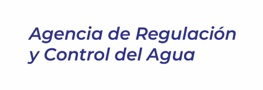 Agencia de Regulación
y Control del Agua